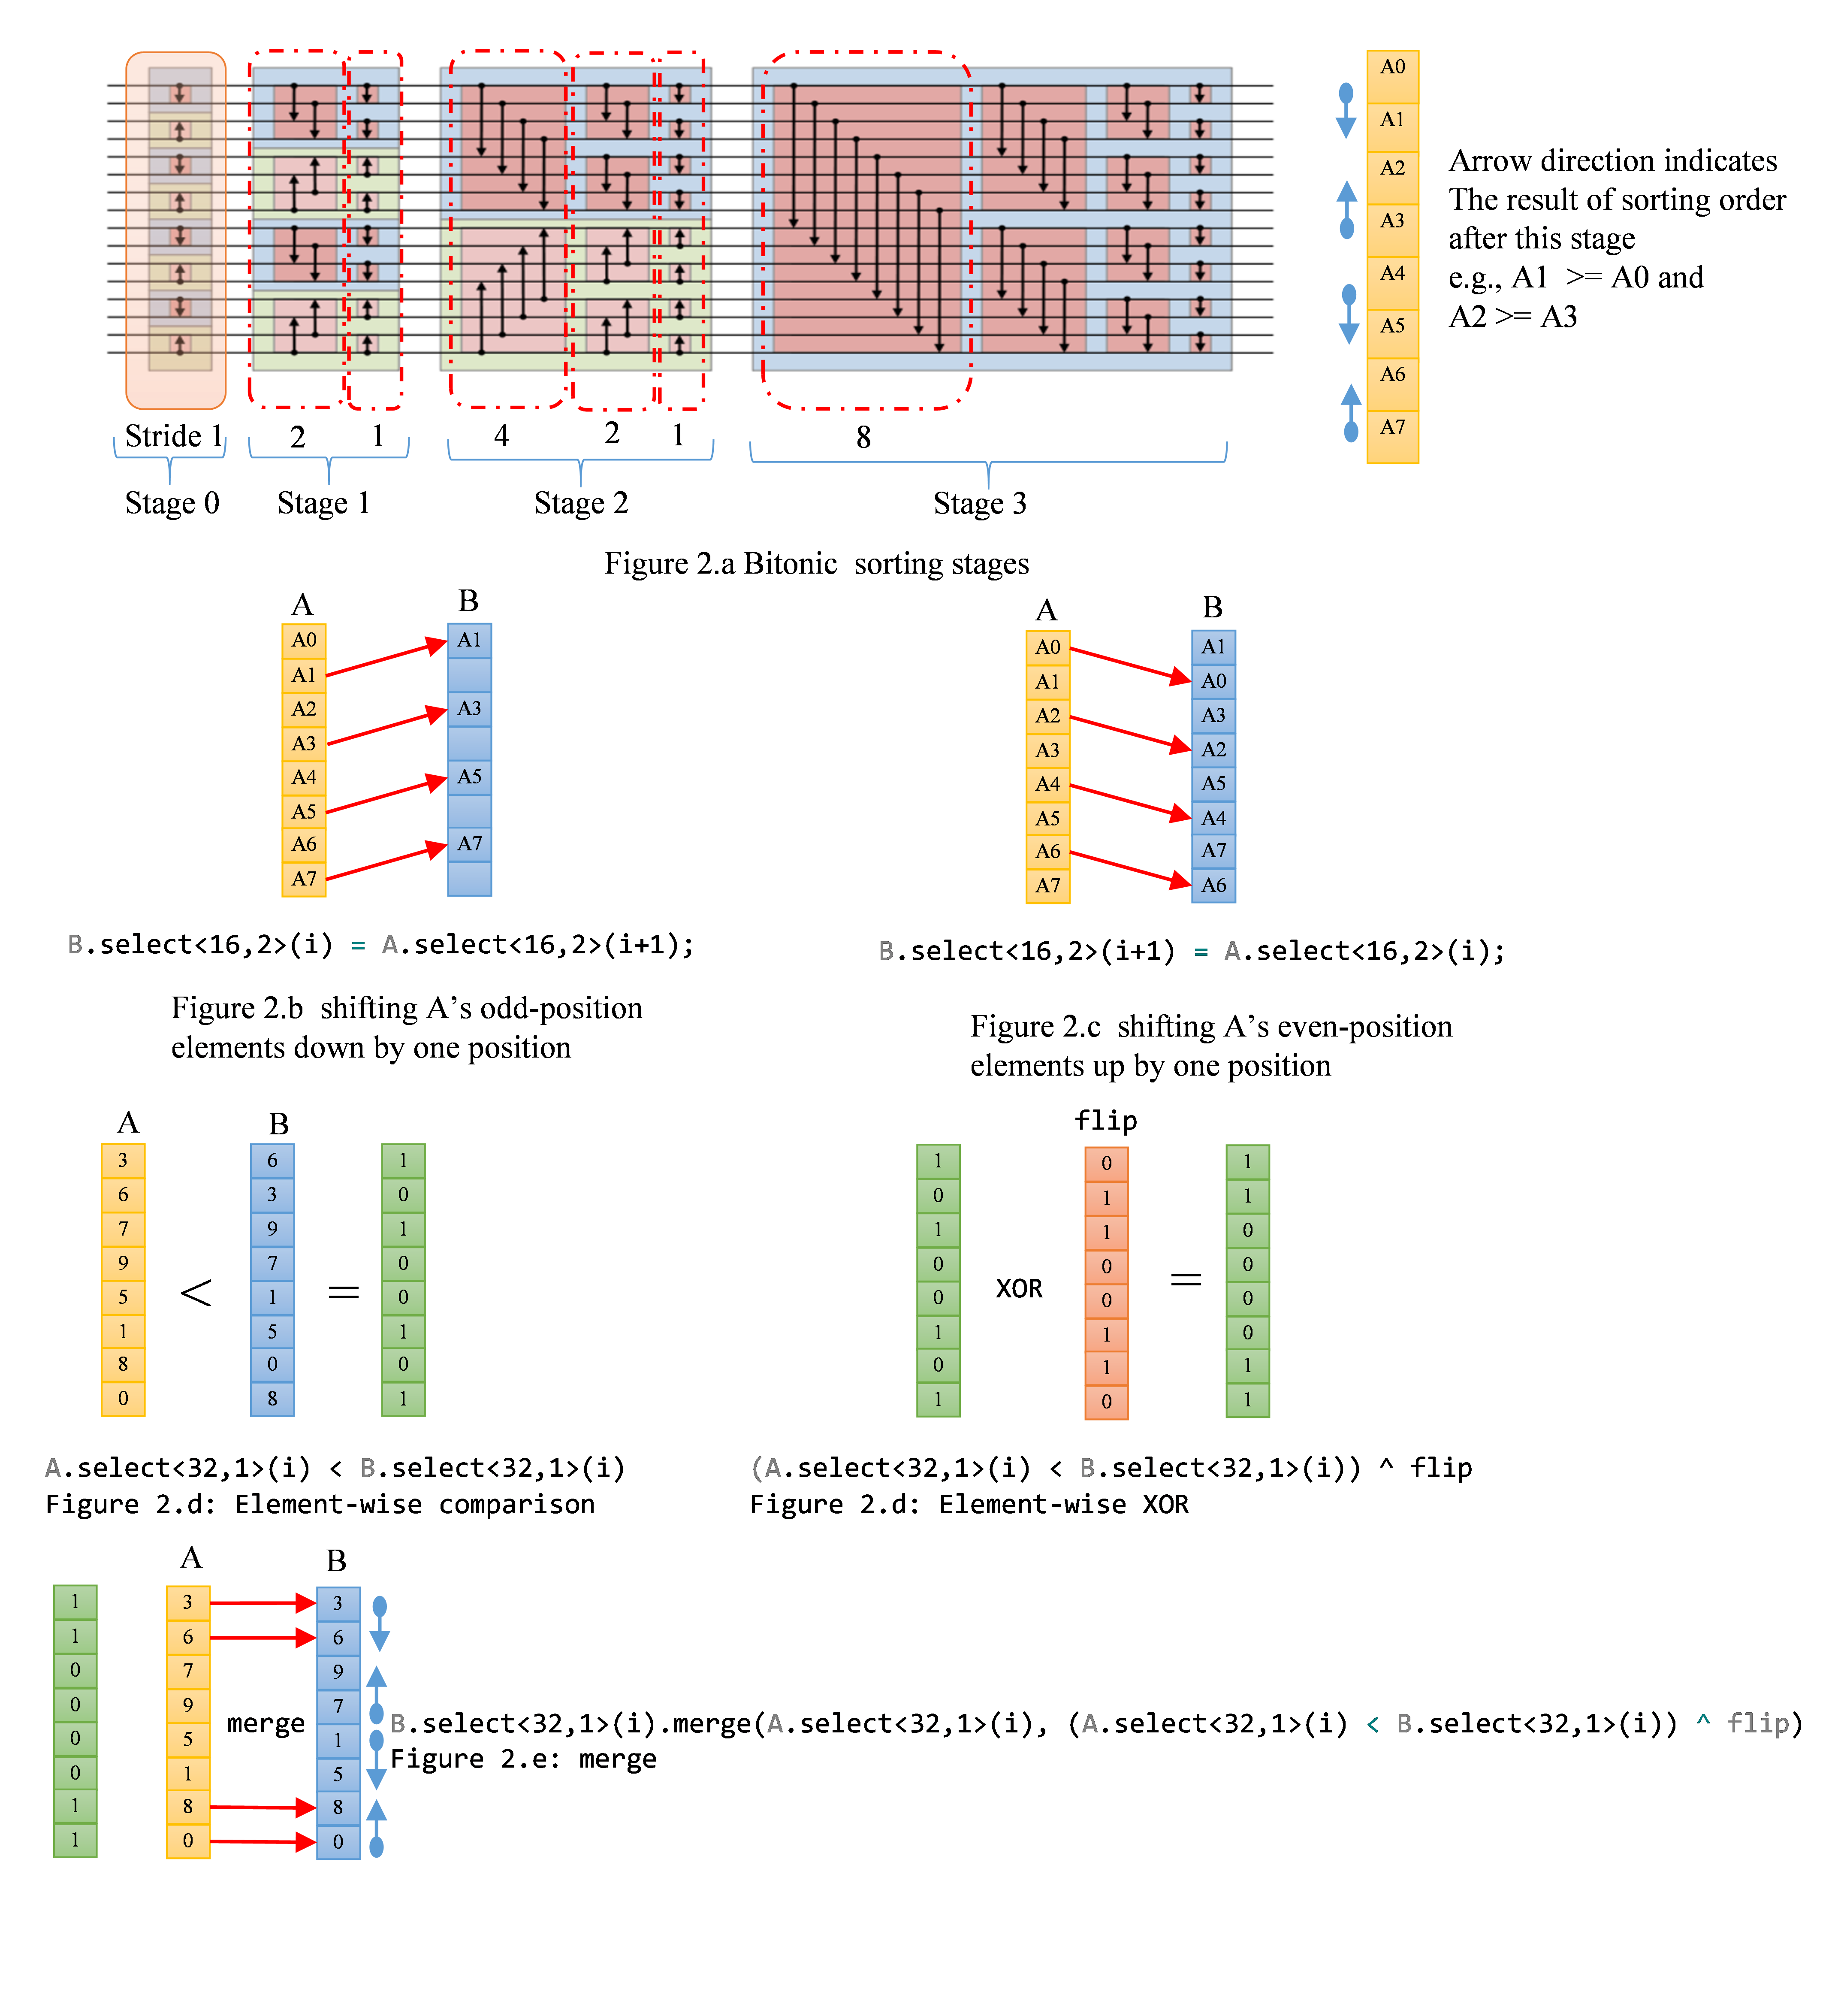 A0
A1
A2
A3
A4
A5
A6
A7
Arrow direction indicates
The result of sorting order
after this stage
e.g., A1 >= A0 and
A2 >= A3
Stride 1 2 1 4 2 1 8
Stage 0 Stage 1 Stage 2 Stage 3
Figure 2.a Bitonic sorting stages
A B
A0 A1
A1
A2 A3
A3
A4 A5
A5
A6 A7
A7
B.select<16,2>(i) = A.select<16,2>(i+1);
Figure 2.b shifting A's odd-position
elements down by one position
A B
A0 A1
A1 A0
A2 A3
A3 A2
A4 A5
A5 A4
A6 A7
A7 A6
B.select<16,2>(i+1) = A.select<16,2>(i);
Figure 2.c shifting A's even-position
elements up by one position
A B
3 6 1
6 3 0
7 9 1
9 7 0
< =
5 1 0
1 5 1
8 0 0
0 8 1
A.select<32,1>(i) < B.select<32,1>(i)
Figure 2.d: Element-wise comparison
flip
1 0 1
0 1 1
1 1 0
0 0 0
XOR =
0 0 0
1 1 0
0 1 1
1 0 1
(A.select<32,1>(i) < B.select<32,1>(i)) ^ flip
Figure 2.d: Element-wise XOR
A B
1 3 3
1 6 6
0 7 9
0 9 7
merge
0 5 1
0 1 5
1 8 8
1 0 0
B.select<32,1>(i).merge(A.select<32,1>(i), (A.select<32,1>(i) < B.select<32,1>(i)) ^ flip)
Figure 2.e: merge